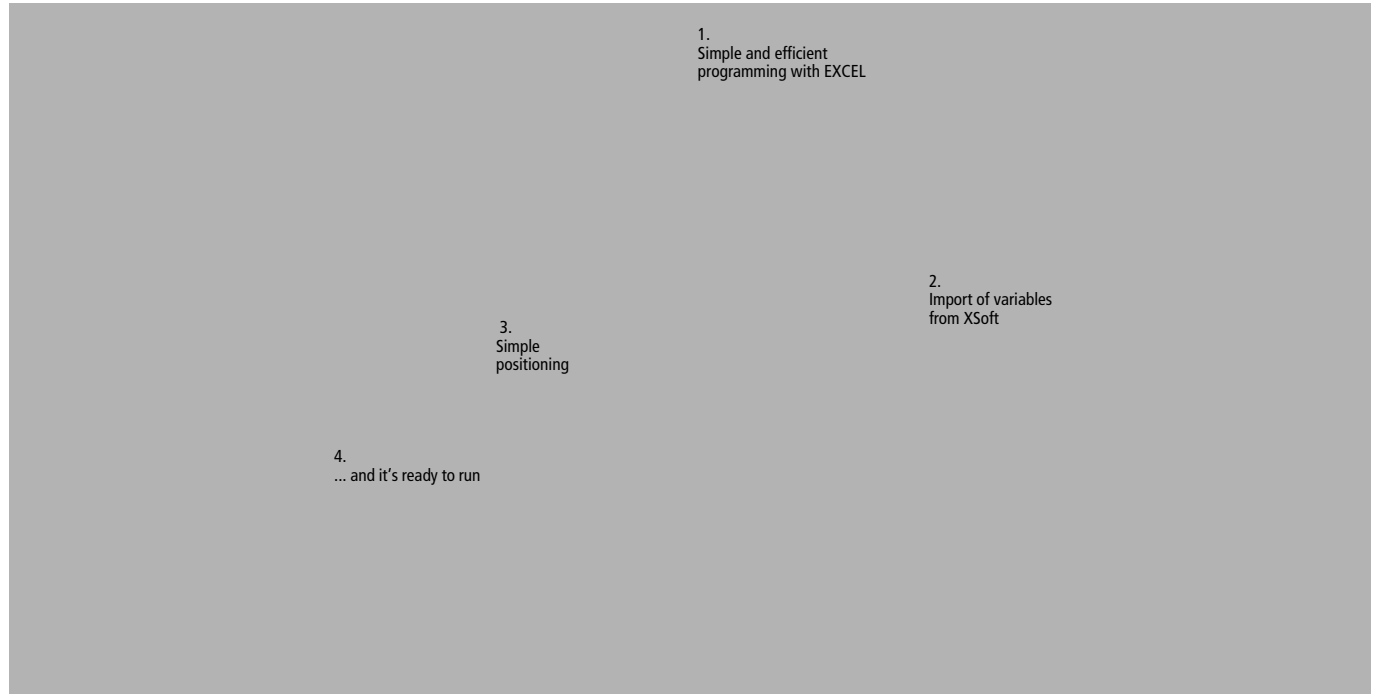 1.
Simple and efficient
programming with EXCEL
2.
Import of variables
from XSoft
3.
Simple
positioning
4.
... and it’s ready to run